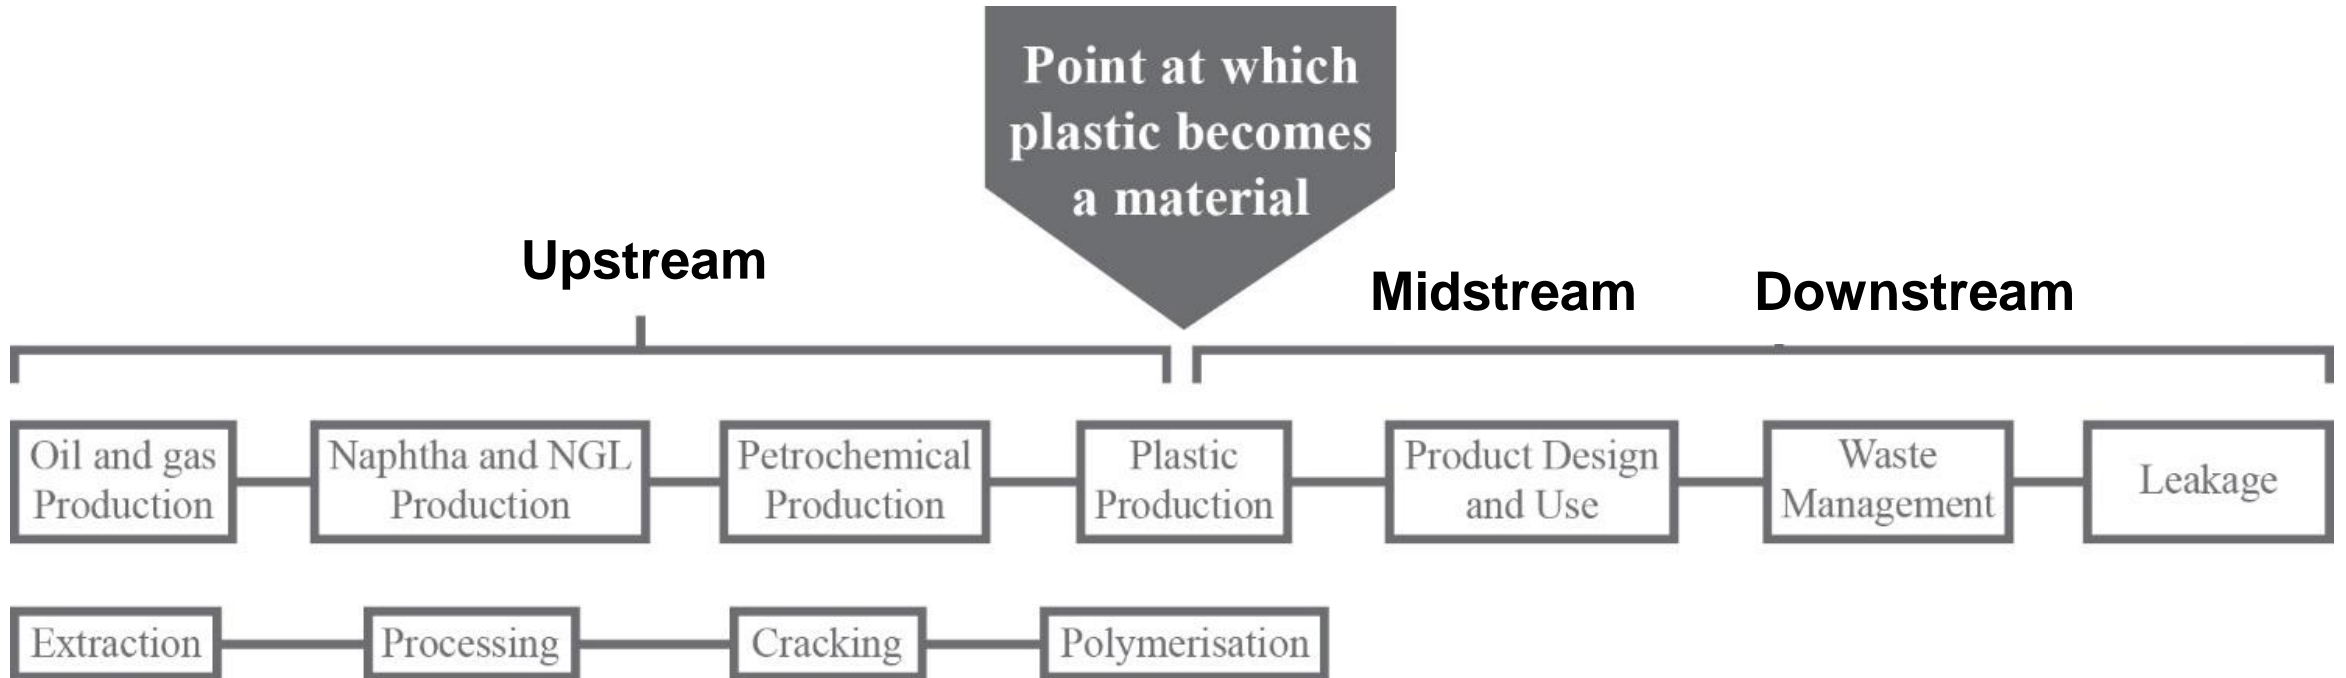 Point at which
plastic becomes
a material
Upstream
Midstream
Downstream
Oil and gas
Production
Naphtha and NGL
Production
Petrochemical
Production
Plastic
Production
Product Design
and Use
Waste
Management
Leakage
Extraction
Processing
Cracking
Polymerisation